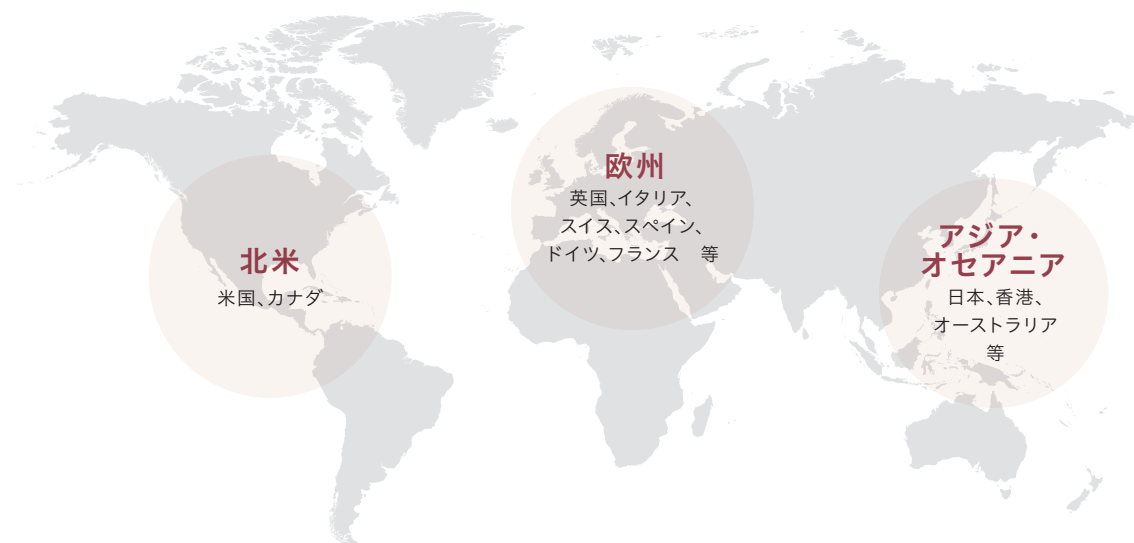 北米
米国、カナダ
欧州
英国、イタリア、
スイス、スペイン、
ドイツ、フランス　等
アジア・
オセアニア
日本、香港、
オーストラリア
等